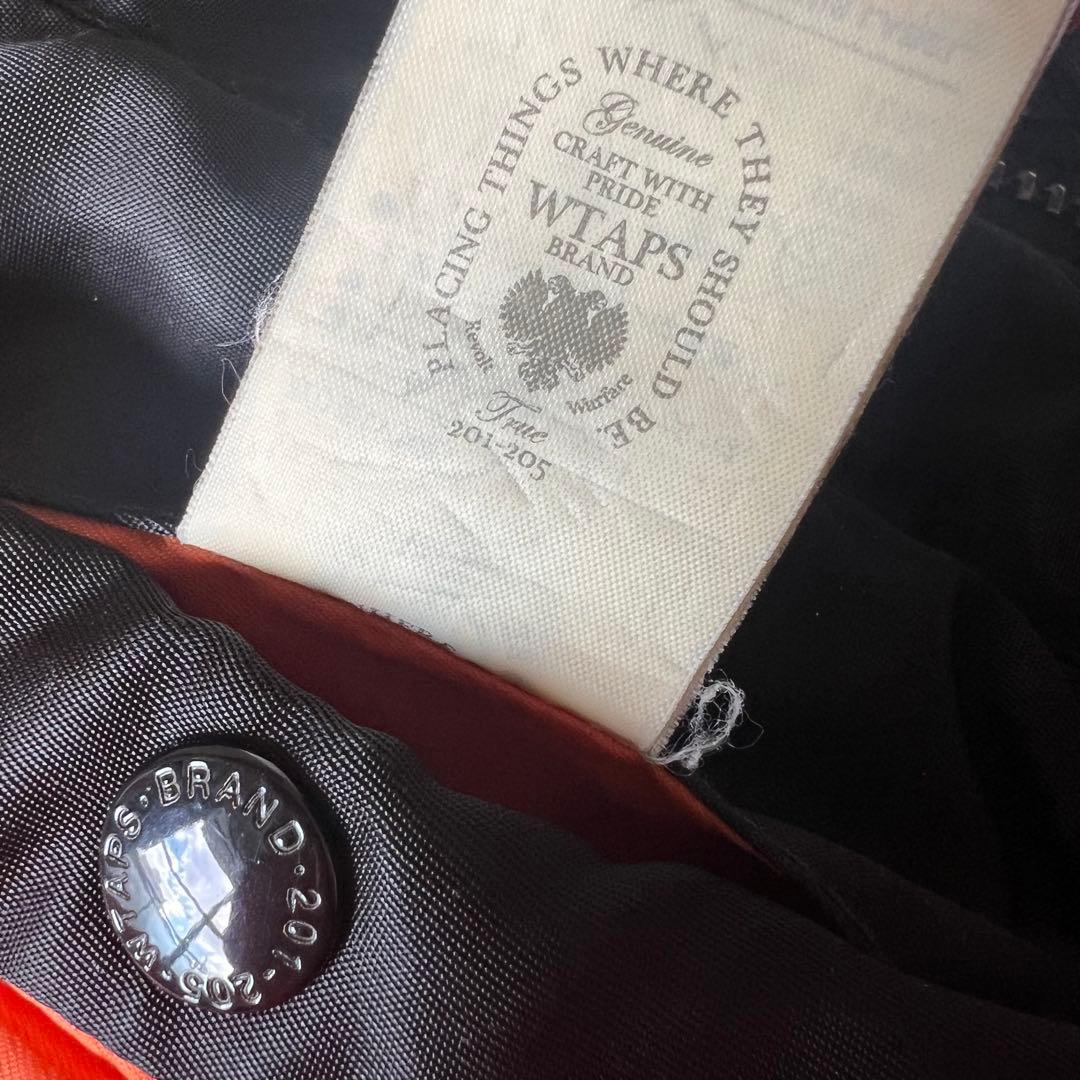 PLACING THINGS WHERE THEY SHOULD BE.
Genuine
CRAFT WITH
PRIDE
WTAPS
BRAND
Revolt Warfare
True
201-205
WTAPS・BRAND・201-205・